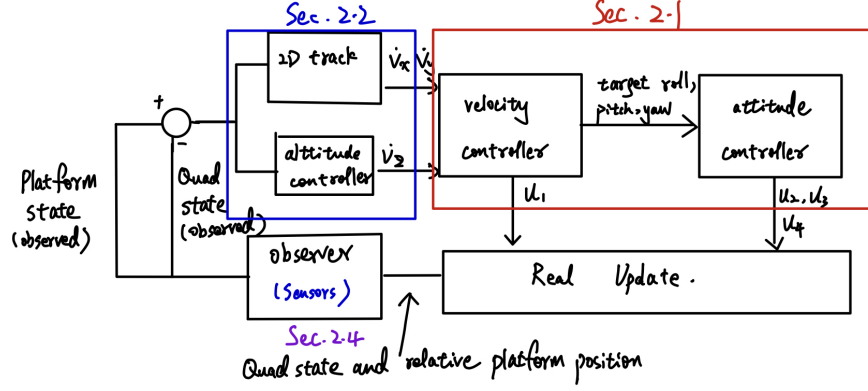 Sec. 2.2
Sec. 2.1
2D track
V̇x V̇y
velocity
controller
target roll,
pitch, yaw
attitude
controller
+
-
altitude
controller
V̇z
Platform
state
(observed)
Quad
state
(observed)
U1
U2, U3
U4
observer
(Sensors)
Real Update.
Sec. 2.4
Quad state and relative platform position